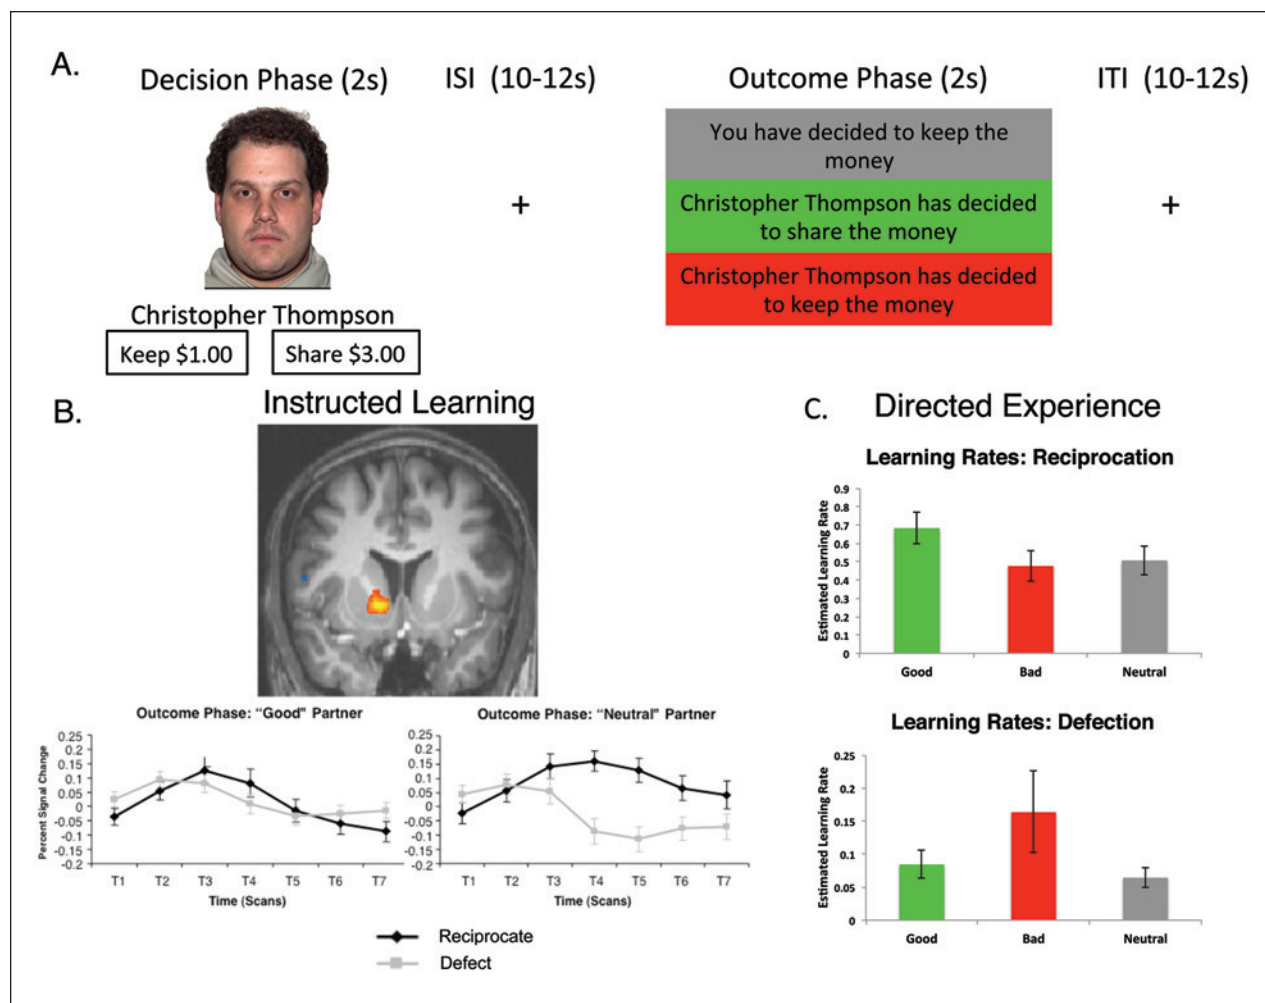 A.
Decision Phase (2s)
ISI (10-12s)
Outcome Phase (2s)
ITI (10-12s)
You have decided to keep the
money
Christopher Thompson has decided
to share the money
Christopher Thompson has decided
to keep the money
+
+
Christopher Thompson
Keep $1.00
Share $3.00
B.
Instructed Learning
Outcome Phase: "Good" Partner
Percent Signal Change
0.25
0.2
0.15
0.1
0.05
0
-0.05
-0.1
-0.15
-0.2
T1 T2 T3 T4 T5 T6 T7
Time (Scans)
Outcome Phase: "Neutral" Partner
0.25
0.2
0.15
0.1
0.05
0
-0.05
-0.1
-0.15
-0.2
T1 T2 T3 T4 T5 T6 T7
Time (Scans)
Reciprocate
Defect
C.
Directed Experience
Learning Rates: Reciprocation
Estimated Learning Rate
0.9
0.8
0.7
0.6
0.5
0.4
0.3
0.2
0.1
0
Good Bad Neutral
Learning Rates: Defection
Estimated Learning Rate
0.25
0.2
0.15
0.1
0.05
0
Good Bad Neutral